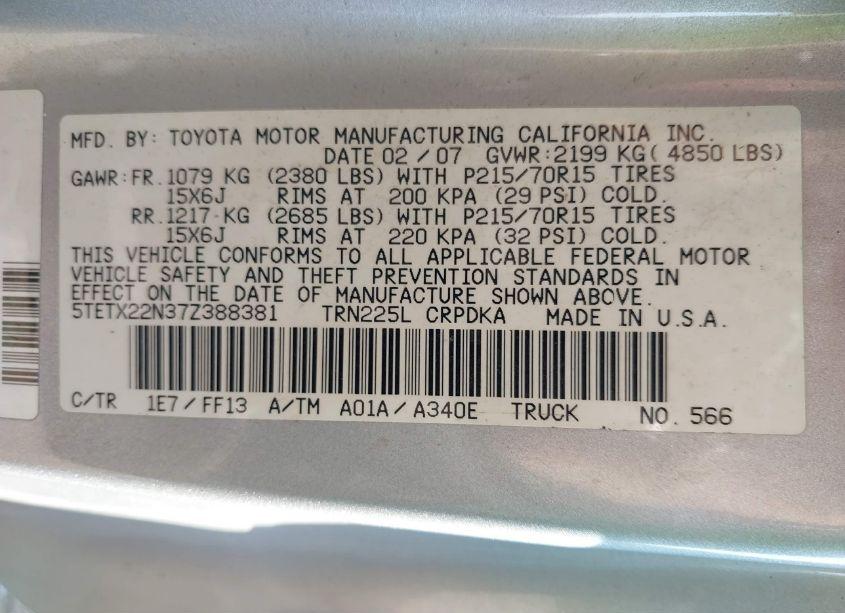 MFD. BY: TOYOTA MOTOR MANUFACTURING CALIFORNIA INC.
DATE 02 / 07 GVWR:2199 KG( 4850 LBS)
GAWR:FR.1079 KG (2380 LBS) WITH P215/70R15 TIRES
15X6J RIMS AT 200 KPA (29 PSI) COLD.
RR.1217 KG (2685 LBS) WITH P215/70R15 TIRES
15X6J RIMS AT 220 KPA (32 PSI) COLD.
THIS VEHICLE CONFORMS TO ALL APPLICABLE FEDERAL MOTOR
VEHICLE SAFETY AND THEFT PREVENTION STANDARDS IN
EFFECT ON THE DATE OF MANUFACTURE SHOWN ABOVE.
5TETX22N37Z388381 TRN225L CRPDKA MADE IN U.S.A.
C/TR 1E7/FF13 A/TM A01A/A340E TRUCK NO. 566